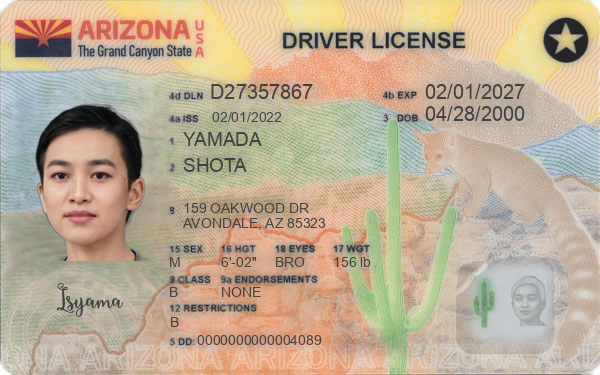 ARIZONA USA
The Grand Canyon State
DRIVER LICENSE
4d DLN D27357867
4b EXP 02/01/2027
4a ISS 02/01/2022
3 DOB 04/28/2000
1 YAMADA
2 SHOTA
8 159 OAKWOOD DR
AVONDALE, AZ 85323
15 SEX 16 HGT 18 EYES 17 WGT
M 6'-02" BRO 156 lb
9 CLASS 9a ENDORSEMENTS
B NONE
12 RESTRICTIONS
B
Isyama
5 DD: 0000000000004089
ONA ARIZONA ARIZONA ARIZONA ARIZONA ARIZ